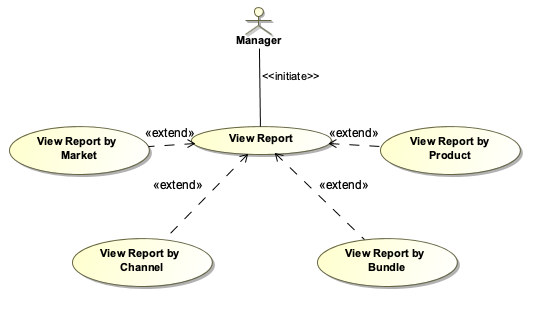 Manager
<<initiate>>
«extend»
«extend»
View Report by
Market
View Report
View Report by
Product
«extend»
«extend»
View Report by
Channel
View Report by
Bundle